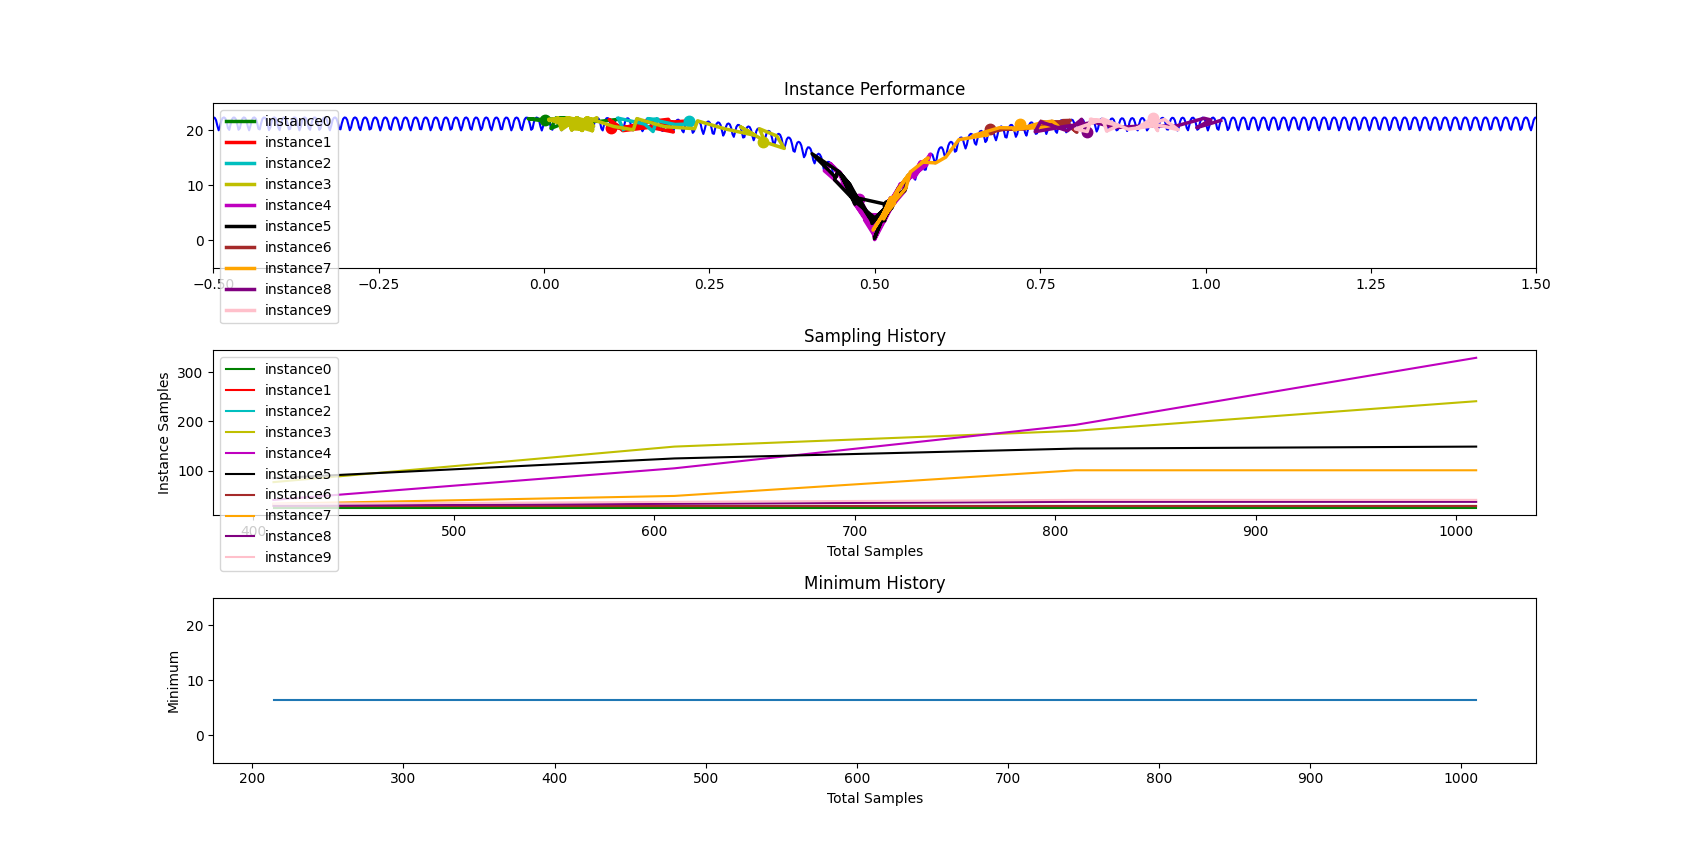 Instance Performance
20
10
0
instance0
instance1
instance2
instance3
instance4
instance5
instance6
instance7
instance8
instance9
−0.50 −0.25 0.00 0.25 0.50 0.75 1.00 1.25 1.50
Sampling History
Instance Samples
300
200
100
instance0
instance1
instance2
instance3
instance4
instance5
instance6
instance7
instance8
instance9
400 500 600 700 800 900 1000
Total Samples
Minimum History
Minimum
20
10
0
200 300 400 500 600 700 800 900 1000
Total Samples